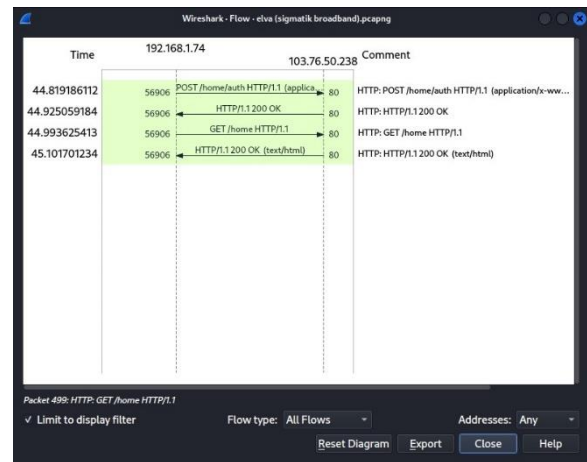 Wireshark · Flow · elva (sigmatik broadband).pcapng
Time 192.168.1.74 103.76.50.238 Comment
44.819186112 56906 POST /home/auth HTTP/1.1 (applica... 80 HTTP: POST /home/auth HTTP/1.1 (application/x-ww...
44.925059184 56906 HTTP/1.1 200 OK 80 HTTP: HTTP/1.1 200 OK
44.993625413 56906 GET /home HTTP/1.1 80 HTTP: GET /home HTTP/1.1
45.101701234 56906 HTTP/1.1 200 OK (text/html) 80 HTTP: HTTP/1.1 200 OK (text/html)
Packet 499: HTTP: GET /home HTTP/1.1
Limit to display filter Flow type: All Flows Addresses: Any
Reset Diagram Export Close Help